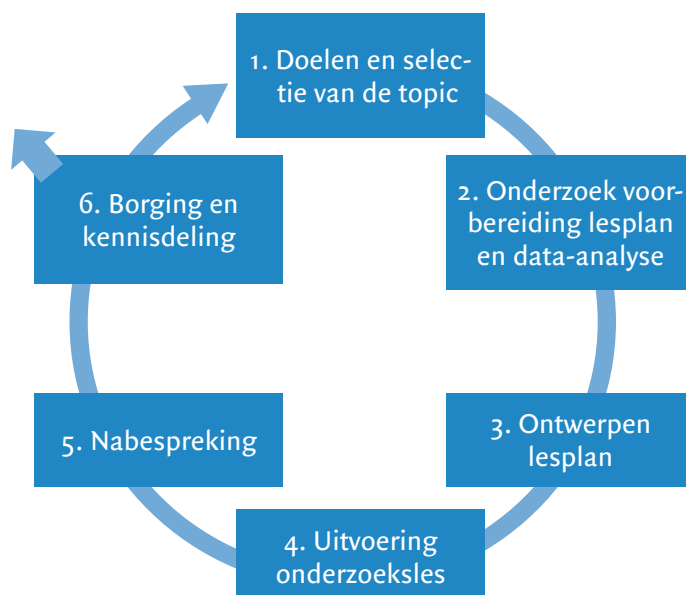 1. Doelen en selec-
tie van de topic
2. Onderzoek voor-
bereiding lesplan
en data-analyse
3. Ontwerpen
lesplan
4. Uitvoering
onderzoeksles
5. Nabespreking
6. Borging en
kennisdeling